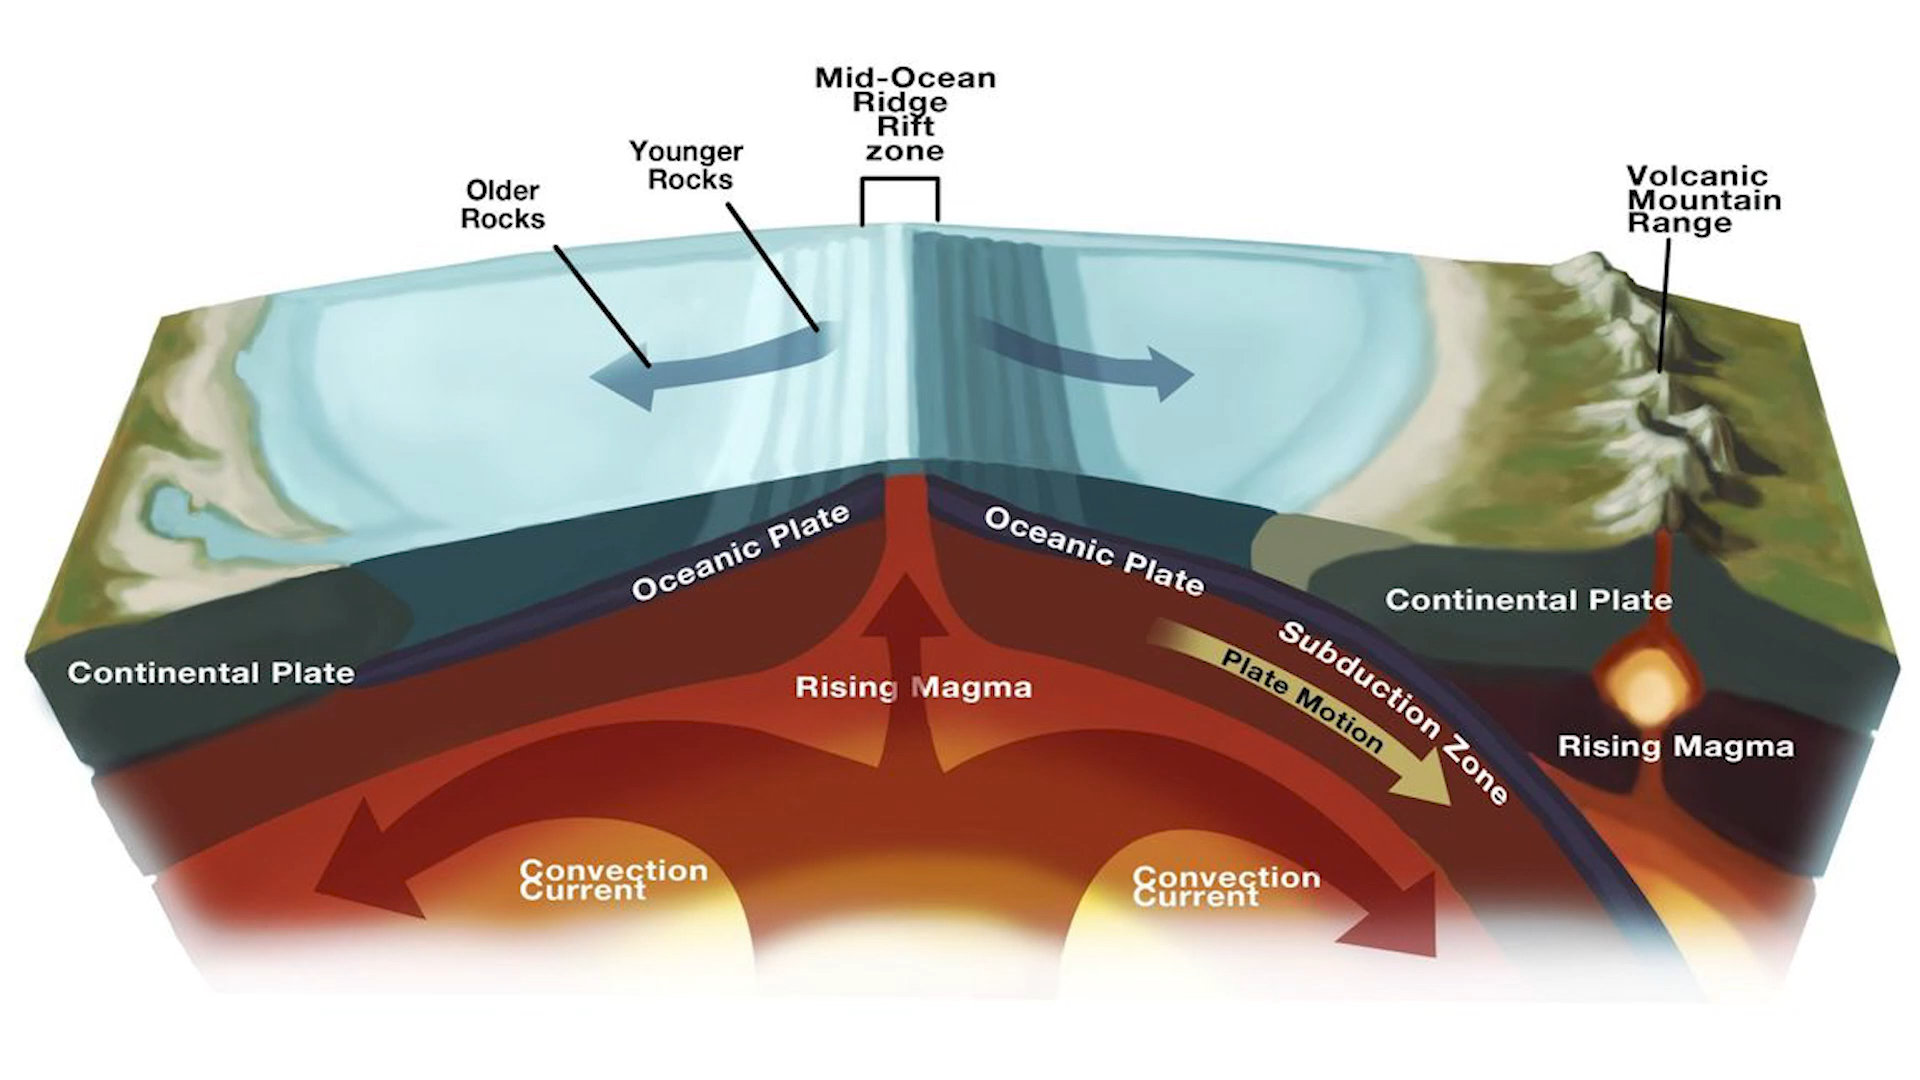 Mid-Ocean
Ridge
Rift
zone
Younger
Rocks
Older
Rocks
Volcanic
Mountain
Range
Oceanic Plate
Oceanic Plate
Continental Plate
Continental Plate
Subduction Zone
Plate Motion
Rising Magma
Rising Magma
Convection
Current
Convection
Current